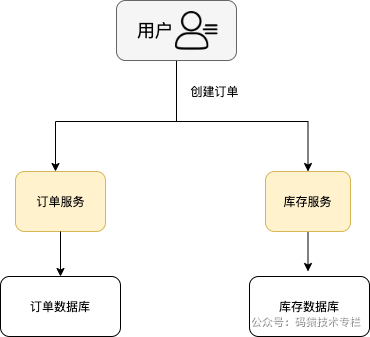 用户
创建订单
订单服务
库存服务
订单数据库
库存数据库
公众号：码猿技术专栏